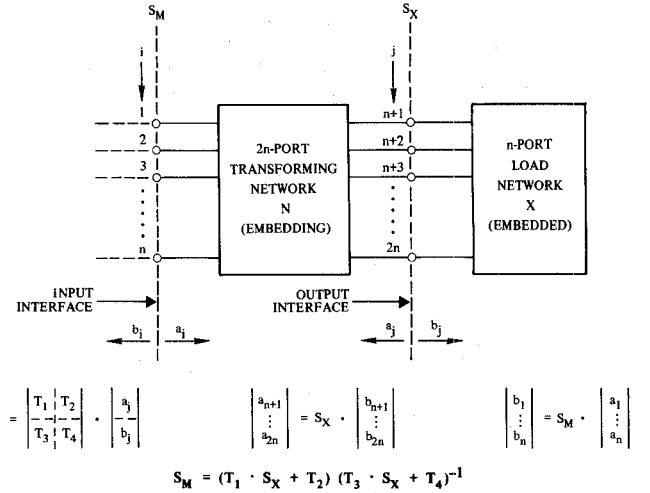 S_M S_X
i j
1 n+1
2 n+2
3 n+3
n 2n
2n-PORT
TRANSFORMING
NETWORK
N
(EMBEDDING)
n-PORT
LOAD
NETWORK
X
(EMBEDDED)
INPUT
INTERFACE
OUTPUT
INTERFACE
b_i a_i a_j b_j
= | T_1 T_2 | · | a_j |
| T_3 T_4 | | b_j |
| a_{n+1} ⋮ a_{2n} | = S_X · | b_{n+1} ⋮ b_{2n} |
| b_1 ⋮ b_n | = S_M · | a_1 ⋮ a_n |
S_M = (T_1 · S_X + T_2) (T_3 · S_X + T_4)^{-1}